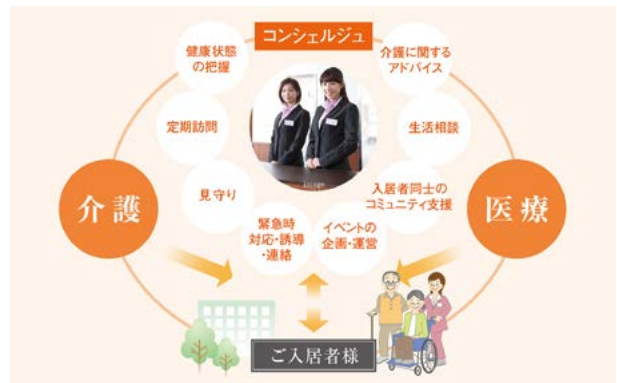 コンシェルジュ
健康状態
の把握
介護に関する
アドバイス
定期訪問
生活相談
見守り
入居者同士の
コミュニティ支援
緊急時
対応・誘導
・連絡
イベントの
企画・運営
介護
医療
ご入居者様